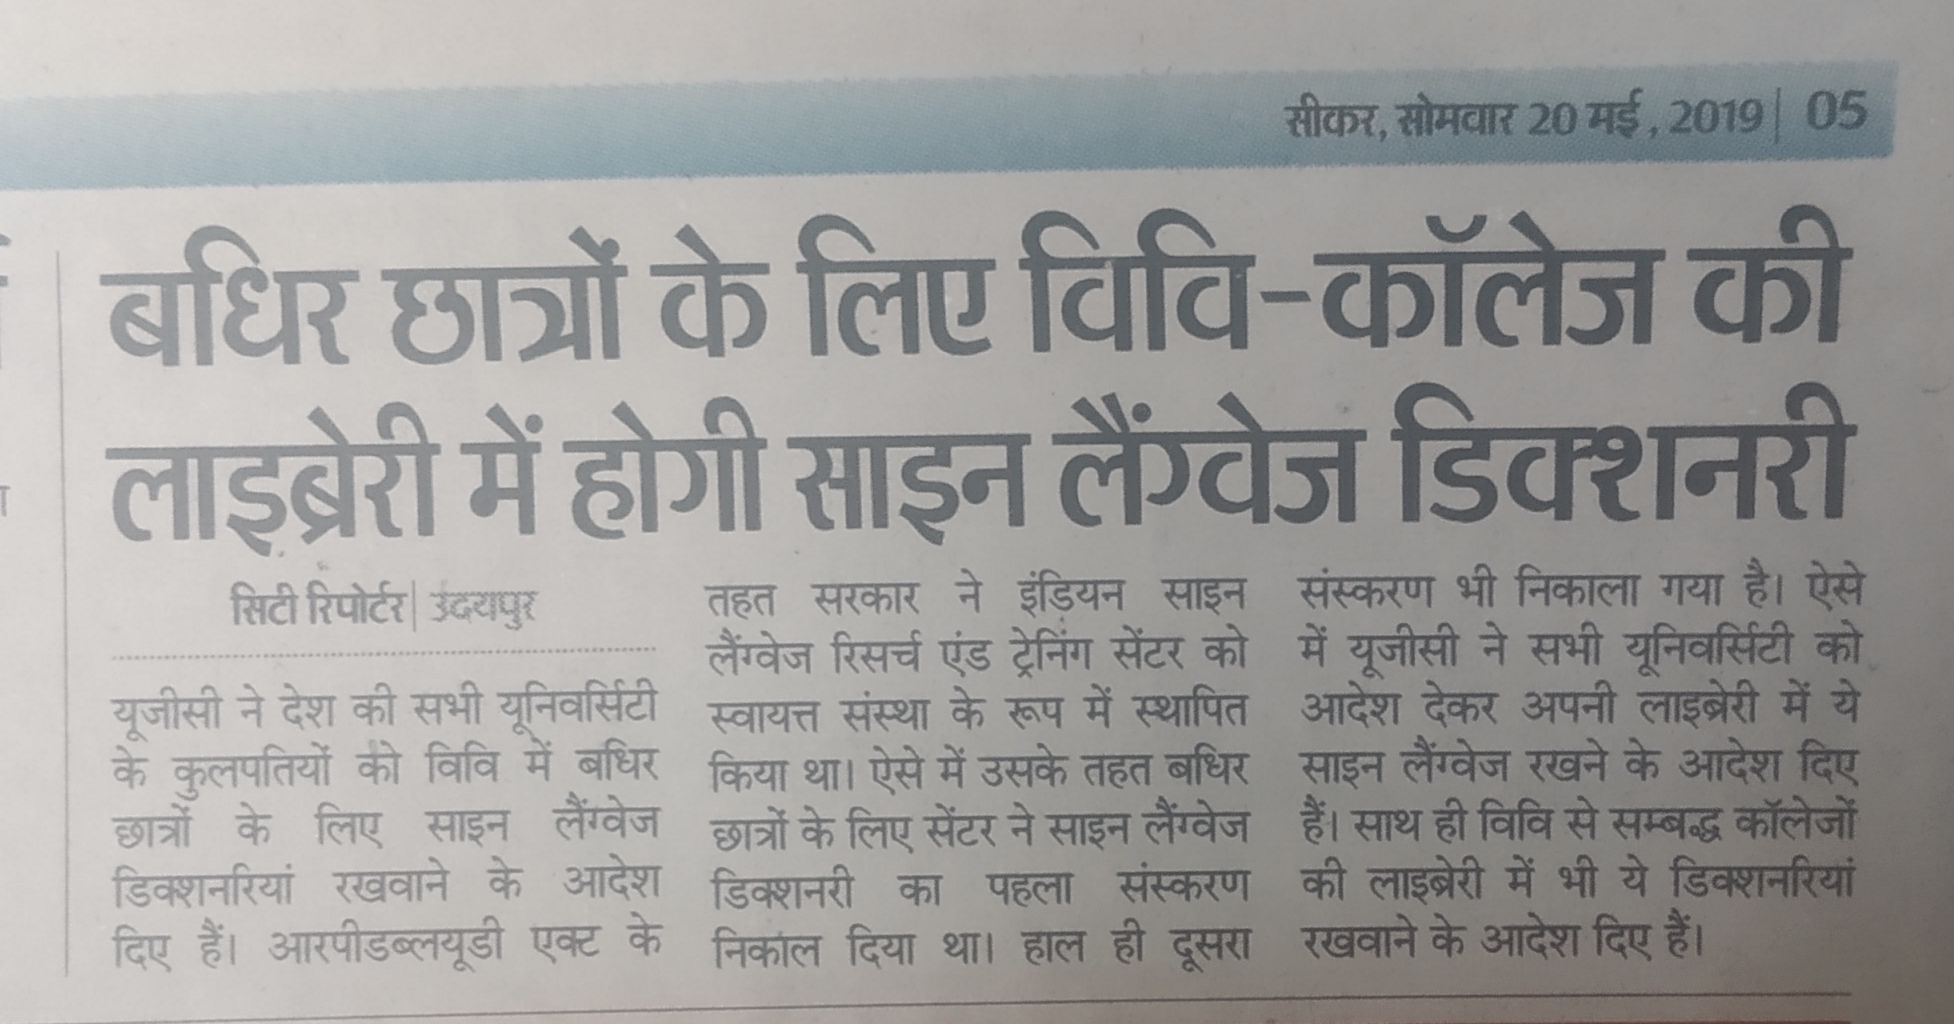 सीकर, सोमवार 20 मई, 2019 | 05
बधिर छात्रों के लिए विवि-कॉलेज की
लाइब्रेरी में होगी साइन लैंग्वेज डिक्शनरी
सिटी रिपोर्टर | उदयपुर
यूजीसी ने देश की सभी यूनिवर्सिटी
के कुलपतियों को विवि में बधिर
छात्रों के लिए साइन लैंग्वेज
डिक्शनरियां रखवाने के आदेश
दिए हैं। आरपीडब्लयूडी एक्ट के
तहत सरकार ने इंडियन साइन
लैंग्वेज रिसर्च एंड ट्रेनिंग सेंटर को
स्वायत्त संस्था के रूप में स्थापित
किया था। ऐसे में उसके तहत बधिर
छात्रों के लिए सेंटर ने साइन लैंग्वेज
डिक्शनरी का पहला संस्करण
निकाल दिया था। हाल ही दूसरा
संस्करण भी निकाला गया है। ऐसे
में यूजीसी ने सभी यूनिवर्सिटी को
आदेश देकर अपनी लाइब्रेरी में ये
साइन लैंग्वेज रखने के आदेश दिए
हैं। साथ ही विवि से सम्बद्ध कॉलेजों
की लाइब्रेरी में भी ये डिक्शनरियां
रखवाने के आदेश दिए हैं।